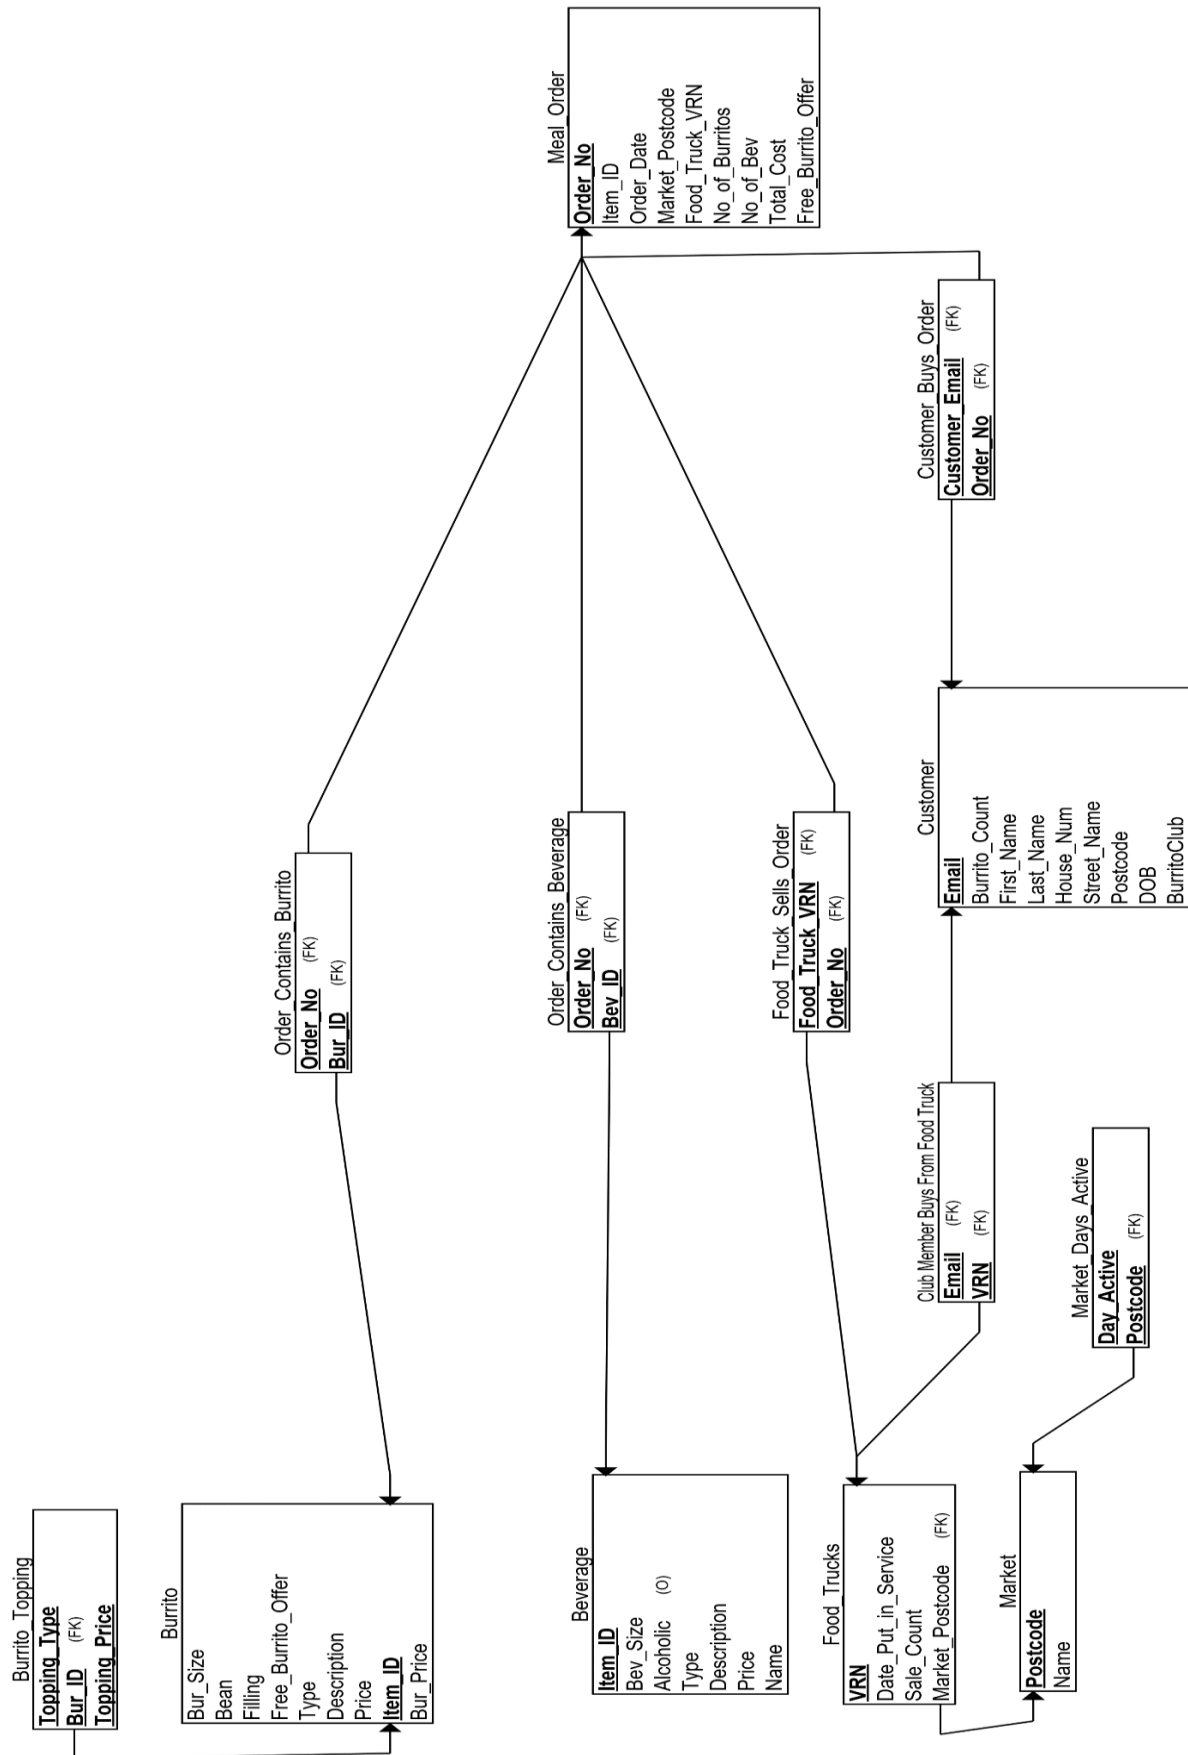 Burrito_Topping
Topping_Type
Bur_ID (FK)
Topping_Price
Burrito
Bur_Size
Bean
Filling
Free_Burrito_Offer
Type
Description
Price
Item_ID
Bur_Price
Order_Contains_Burrito
Order_No (FK)
Bur_ID (FK)
Meal_Order
Order_No
Item_ID
Order_Date
Market_Postcode
Food_Truck_VRN
No_of_Burritos
No_of_Bev
Total_Cost
Free_Burrito_Offer
Beverage
Item_ID
Bev_Size
Alcoholic (O)
Type
Description
Price
Name
Order_Contains_Beverage
Order_No (FK)
Bev_ID (FK)
Food_Trucks
VRN
Date_Put_in_Service
Sale_Count
Market_Postcode (FK)
Food_Truck_Sells_Order
Food_Truck_VRN (FK)
Order_No (FK)
Market
Postcode
Name
Market_Days_Active
Day_Active
Postcode (FK)
Club Member Buys From Food Truck
Email (FK)
VRN (FK)
Customer
Email
Burrito_Count
First_Name
Last_Name
House_Num
Street_Name
Postcode
DOB
BurritoClub
Customer_Buys_Order
Customer_Email (FK)
Order_No (FK)